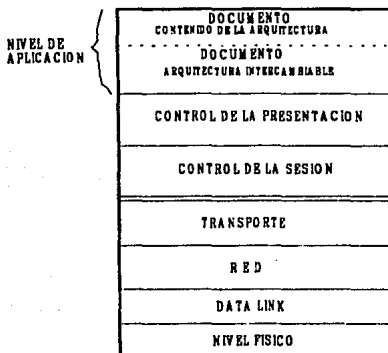 NIVEL DE
APLICACION
DOCUMENTO
CONTENIDO DE LA ARQUITECTURA
DOCUMENTO
ARQUITECTURA INTERCAMBIABLE
CONTROL DE LA PRESENTACION
CONTROL DE LA SESION
TRANSPORTE
RED
DATA LINK
NIVEL FISICO